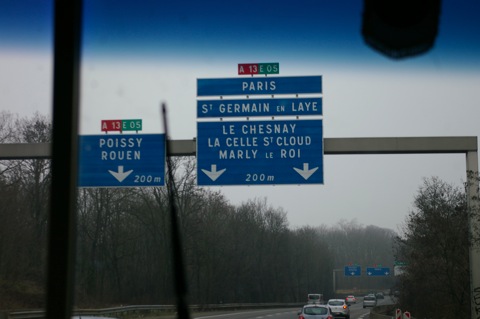 A 13 E 05
POISSY
ROUEN
200 m
A 13 E 05
PARIS
ST GERMAIN EN LAYE
LE CHESNAY
LA CELLE ST CLOUD
MARLY LE ROI
200 m